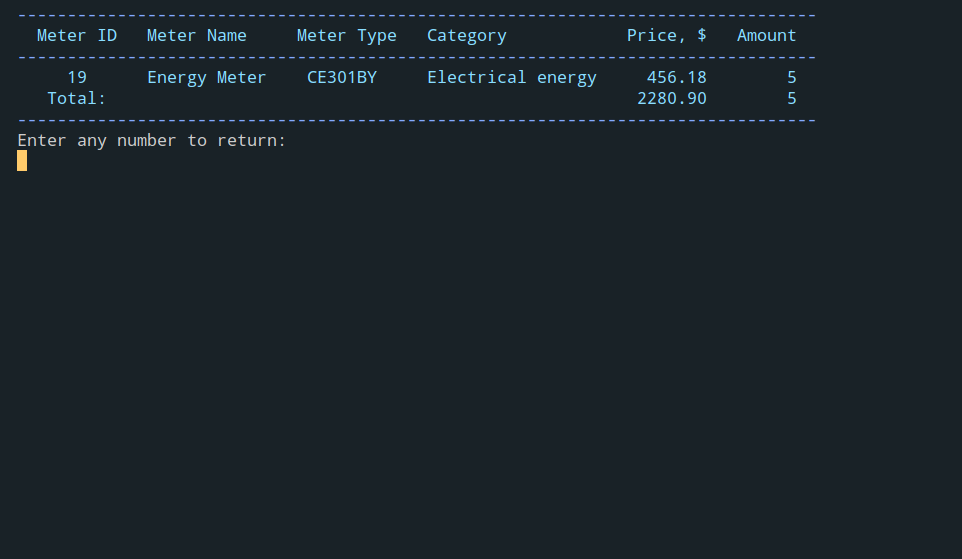 --------------------------------------------------------------------------------
Meter ID   Meter Name     Meter Type   Category            Price, $   Amount
--------------------------------------------------------------------------------
19      Energy Meter    CE301BY     Electrical energy     456.18        5
Total:                                                     2280.90        5
--------------------------------------------------------------------------------
Enter any number to return: